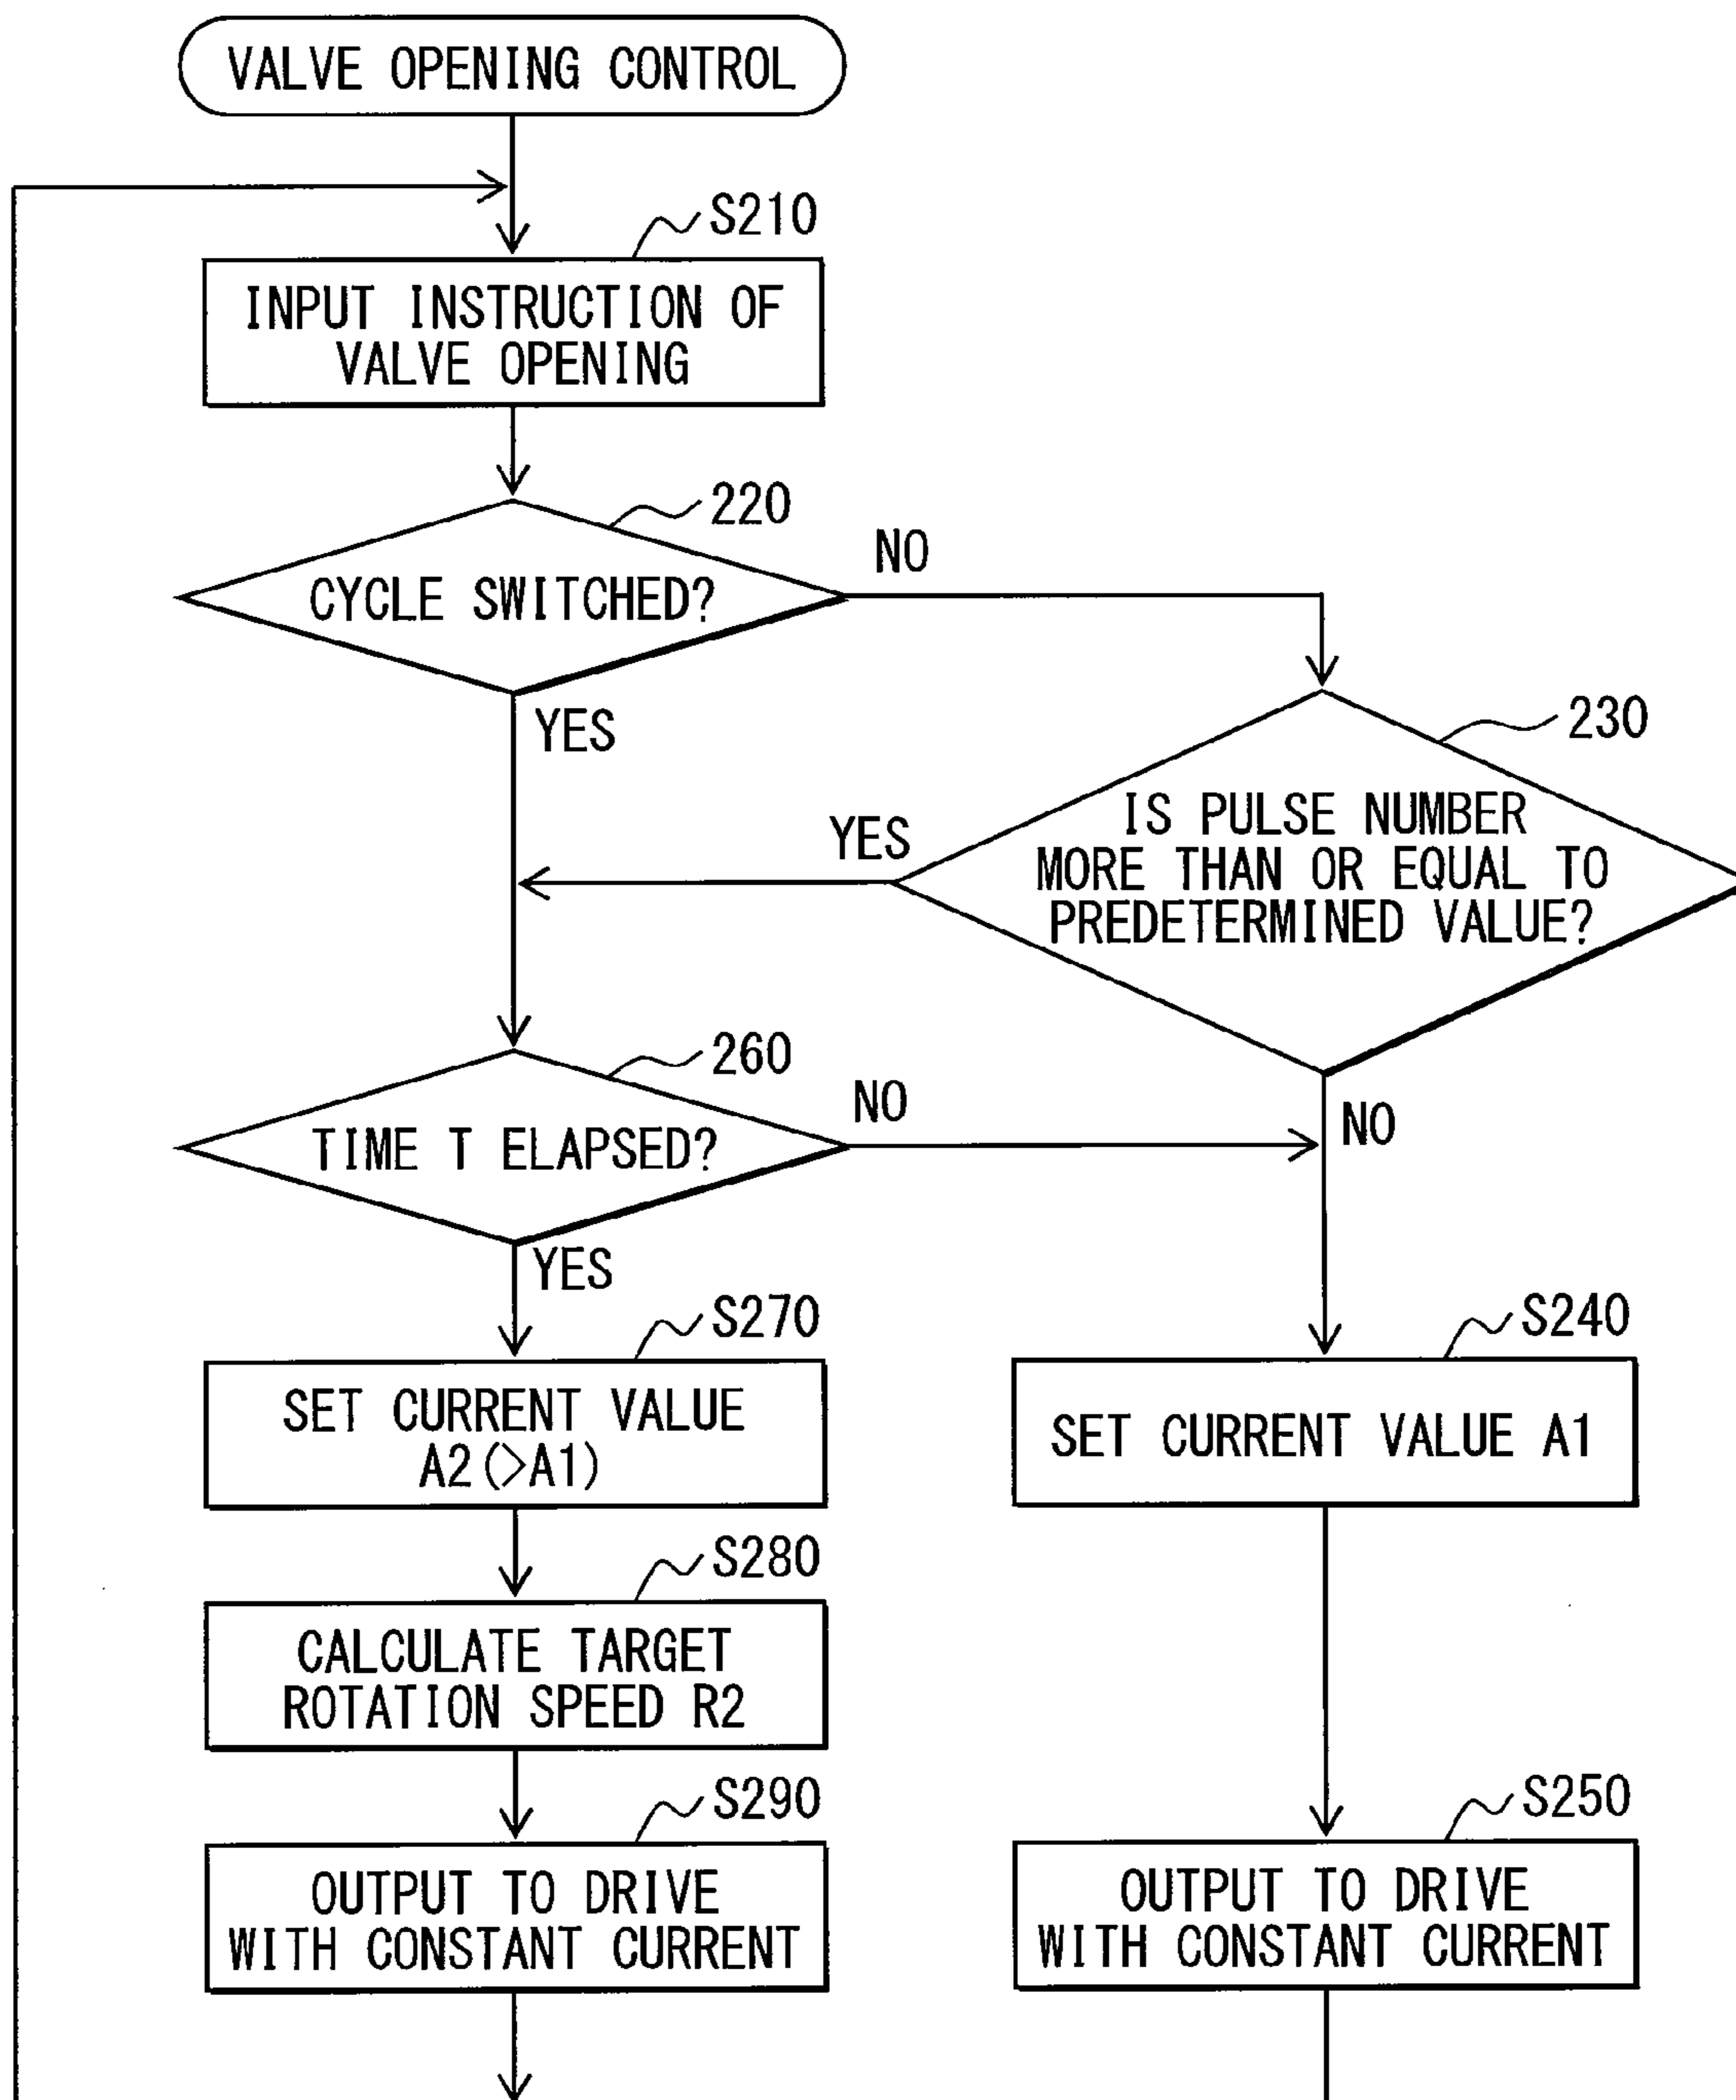 VALVE OPENING CONTROL
S210
INPUT INSTRUCTION OF
VALVE OPENING
220
CYCLE SWITCHED?
NO
YES
230
IS PULSE NUMBER
MORE THAN OR EQUAL TO
PREDETERMINED VALUE?
YES
NO
260
TIME T ELAPSED?
NO
YES
S270
SET CURRENT VALUE
A2(>A1)
S240
SET CURRENT VALUE A1
S280
CALCULATE TARGET
ROTATION SPEED R2
S290
OUTPUT TO DRIVE
WITH CONSTANT CURRENT
S250
OUTPUT TO DRIVE
WITH CONSTANT CURRENT